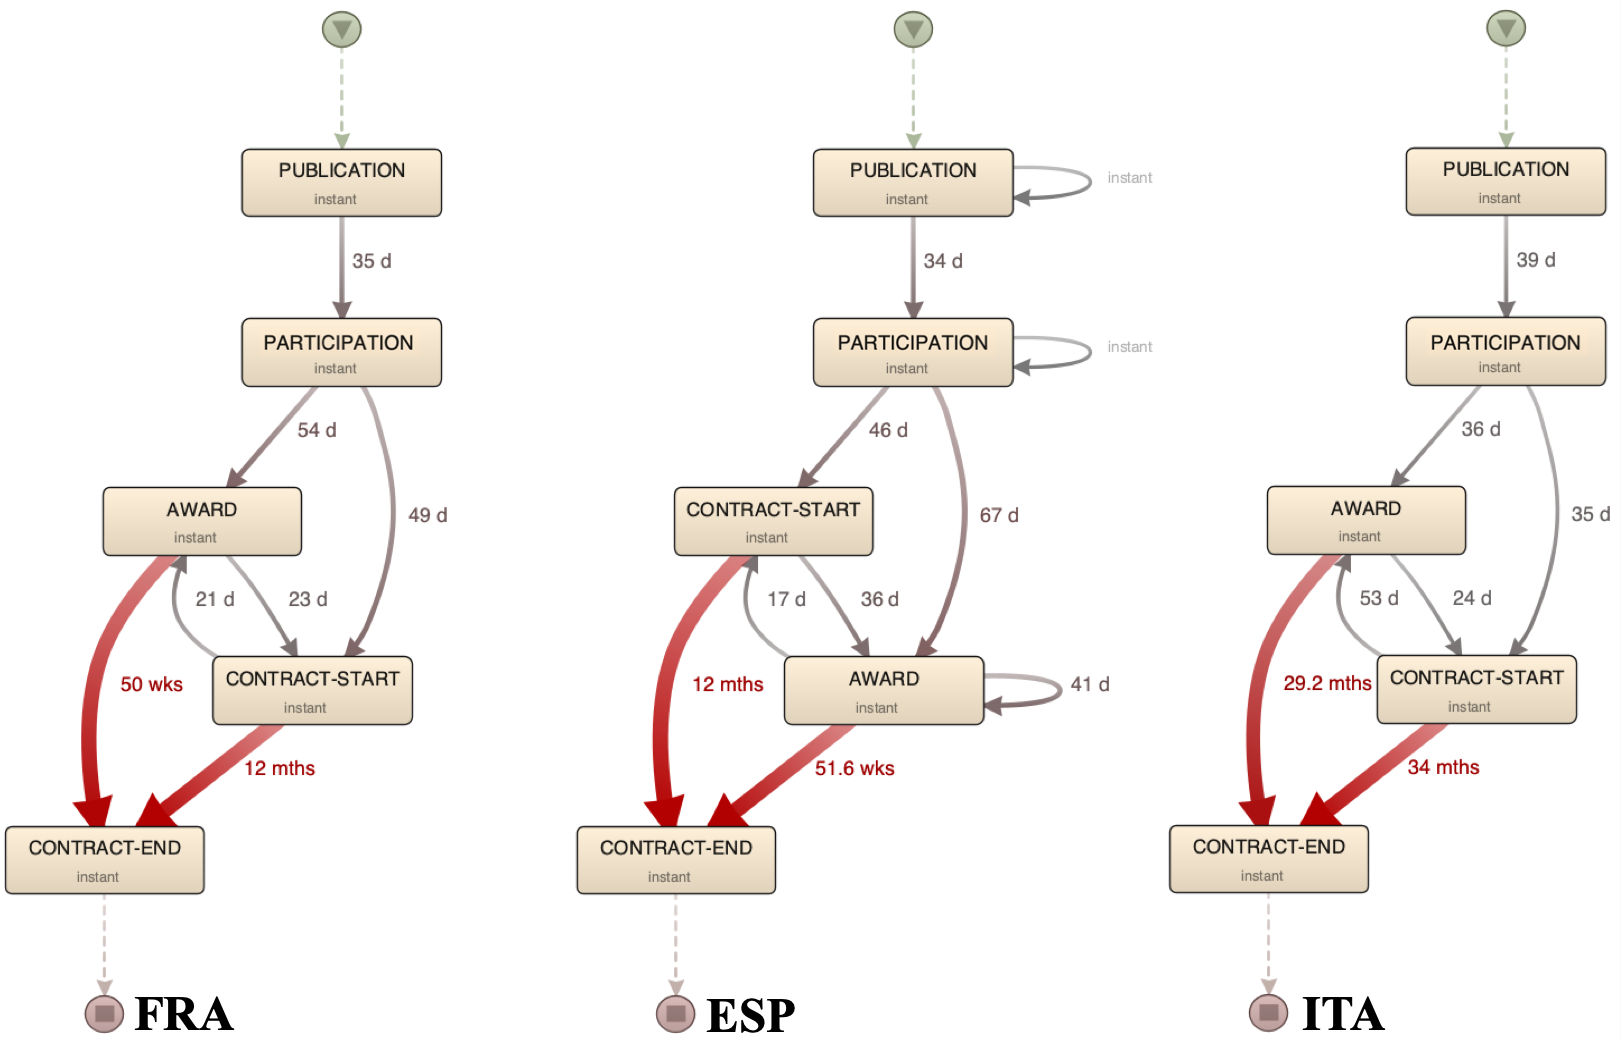 PUBLICATION
instant
35 d
PARTICIPATION
instant
54 d
49 d
AWARD
instant
21 d
23 d
50 wks
CONTRACT-START
instant
12 mths
CONTRACT-END
instant
FRA
PUBLICATION
instant
instant
34 d
PARTICIPATION
instant
instant
46 d
67 d
CONTRACT-START
instant
17 d
36 d
12 mths
AWARD
instant
41 d
51.6 wks
CONTRACT-END
instant
ESP
PUBLICATION
instant
39 d
PARTICIPATION
instant
36 d
35 d
AWARD
instant
53 d
24 d
29.2 mths
CONTRACT-START
instant
34 mths
CONTRACT-END
instant
ITA